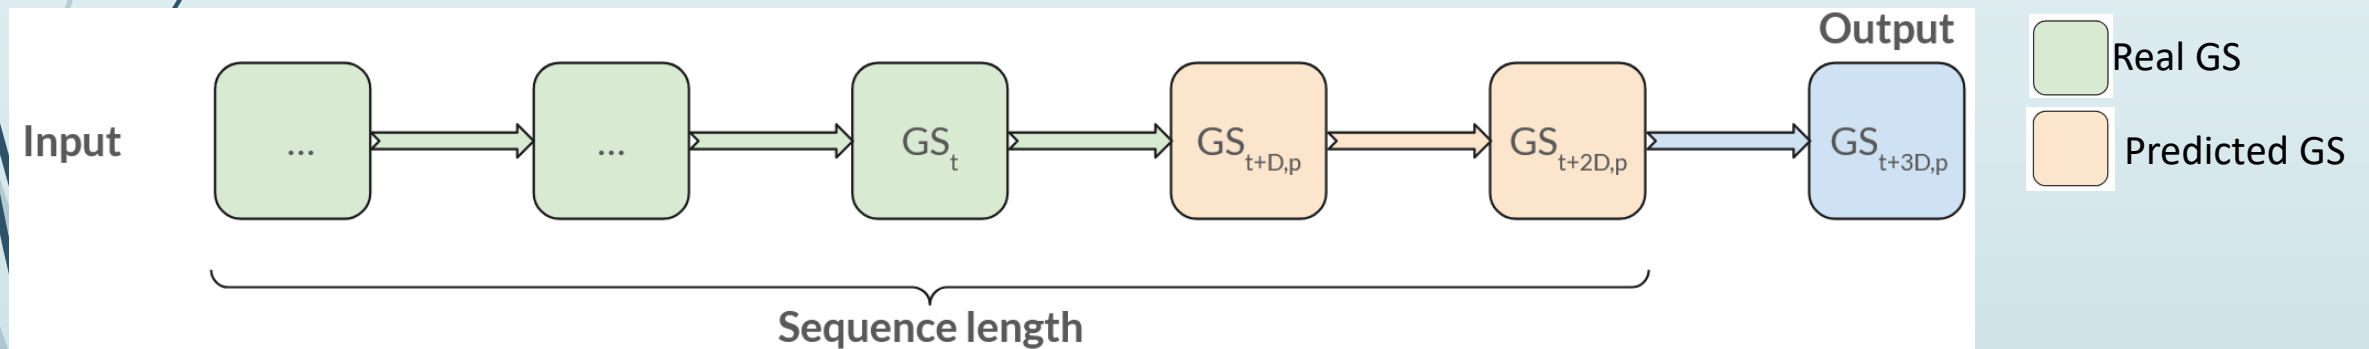 Output
Input
...
...
GSt
GSt+D,p
GSt+2D,p
GSt+3D,p
Sequence length
Real GS
Predicted GS